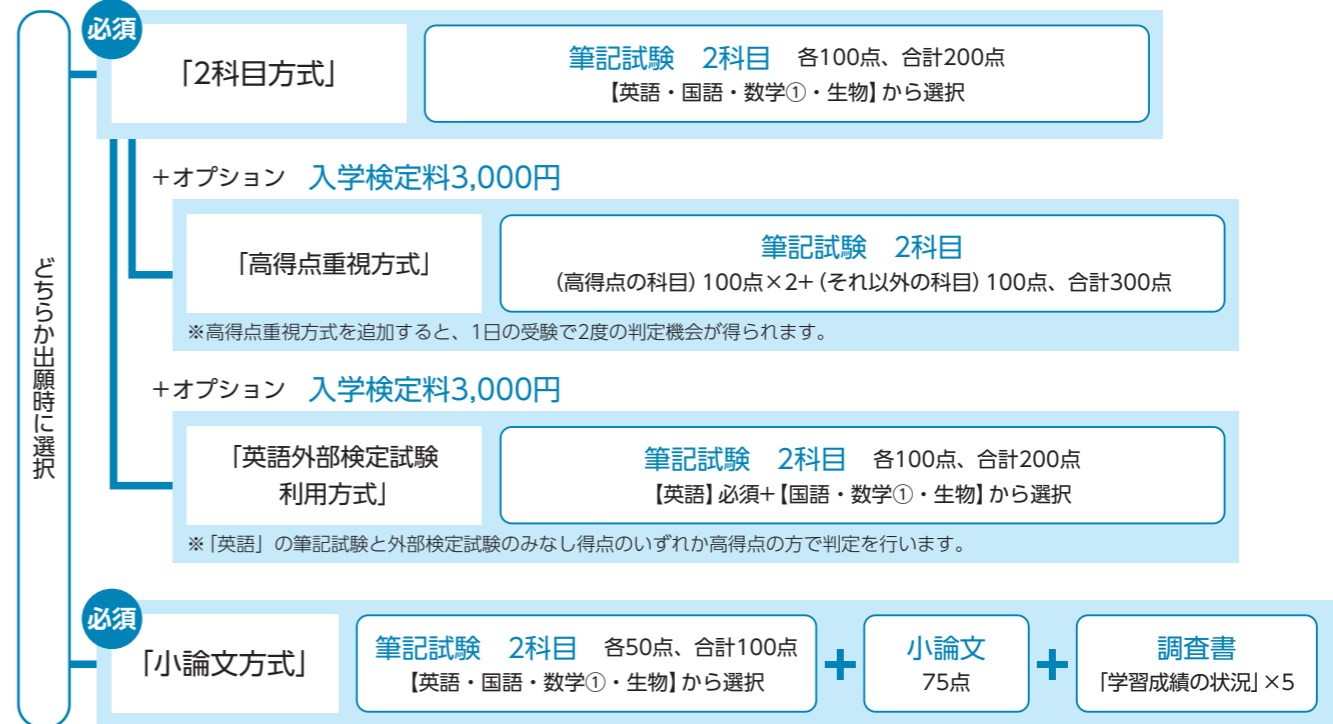 どちらか出願時に選択
必須
「2科目方式」
筆記試験　2科目　各100点、合計200点
【英語・国語・数学①・生物】から選択
＋オプション　入学検定料3,000円
「高得点重視方式」
筆記試験　2科目
（高得点の科目）100点×2+（それ以外の科目）100点、合計300点
※高得点重視方式を追加すると、1日の受験で2度の判定機会が得られます。
＋オプション　入学検定料3,000円
「英語外部検定試験
利用方式」
筆記試験　2科目　各100点、合計200点
【英語】必須+【国語・数学①・生物】から選択
※「英語」の筆記試験と外部検定試験のみなし得点のいずれか高得点の方で判定を行います。
必須
「小論文方式」
筆記試験　2科目　各50点、合計100点
【英語・国語・数学①・生物】から選択
+
小論文
75点
+
調査書
「学習成績の状況」×5